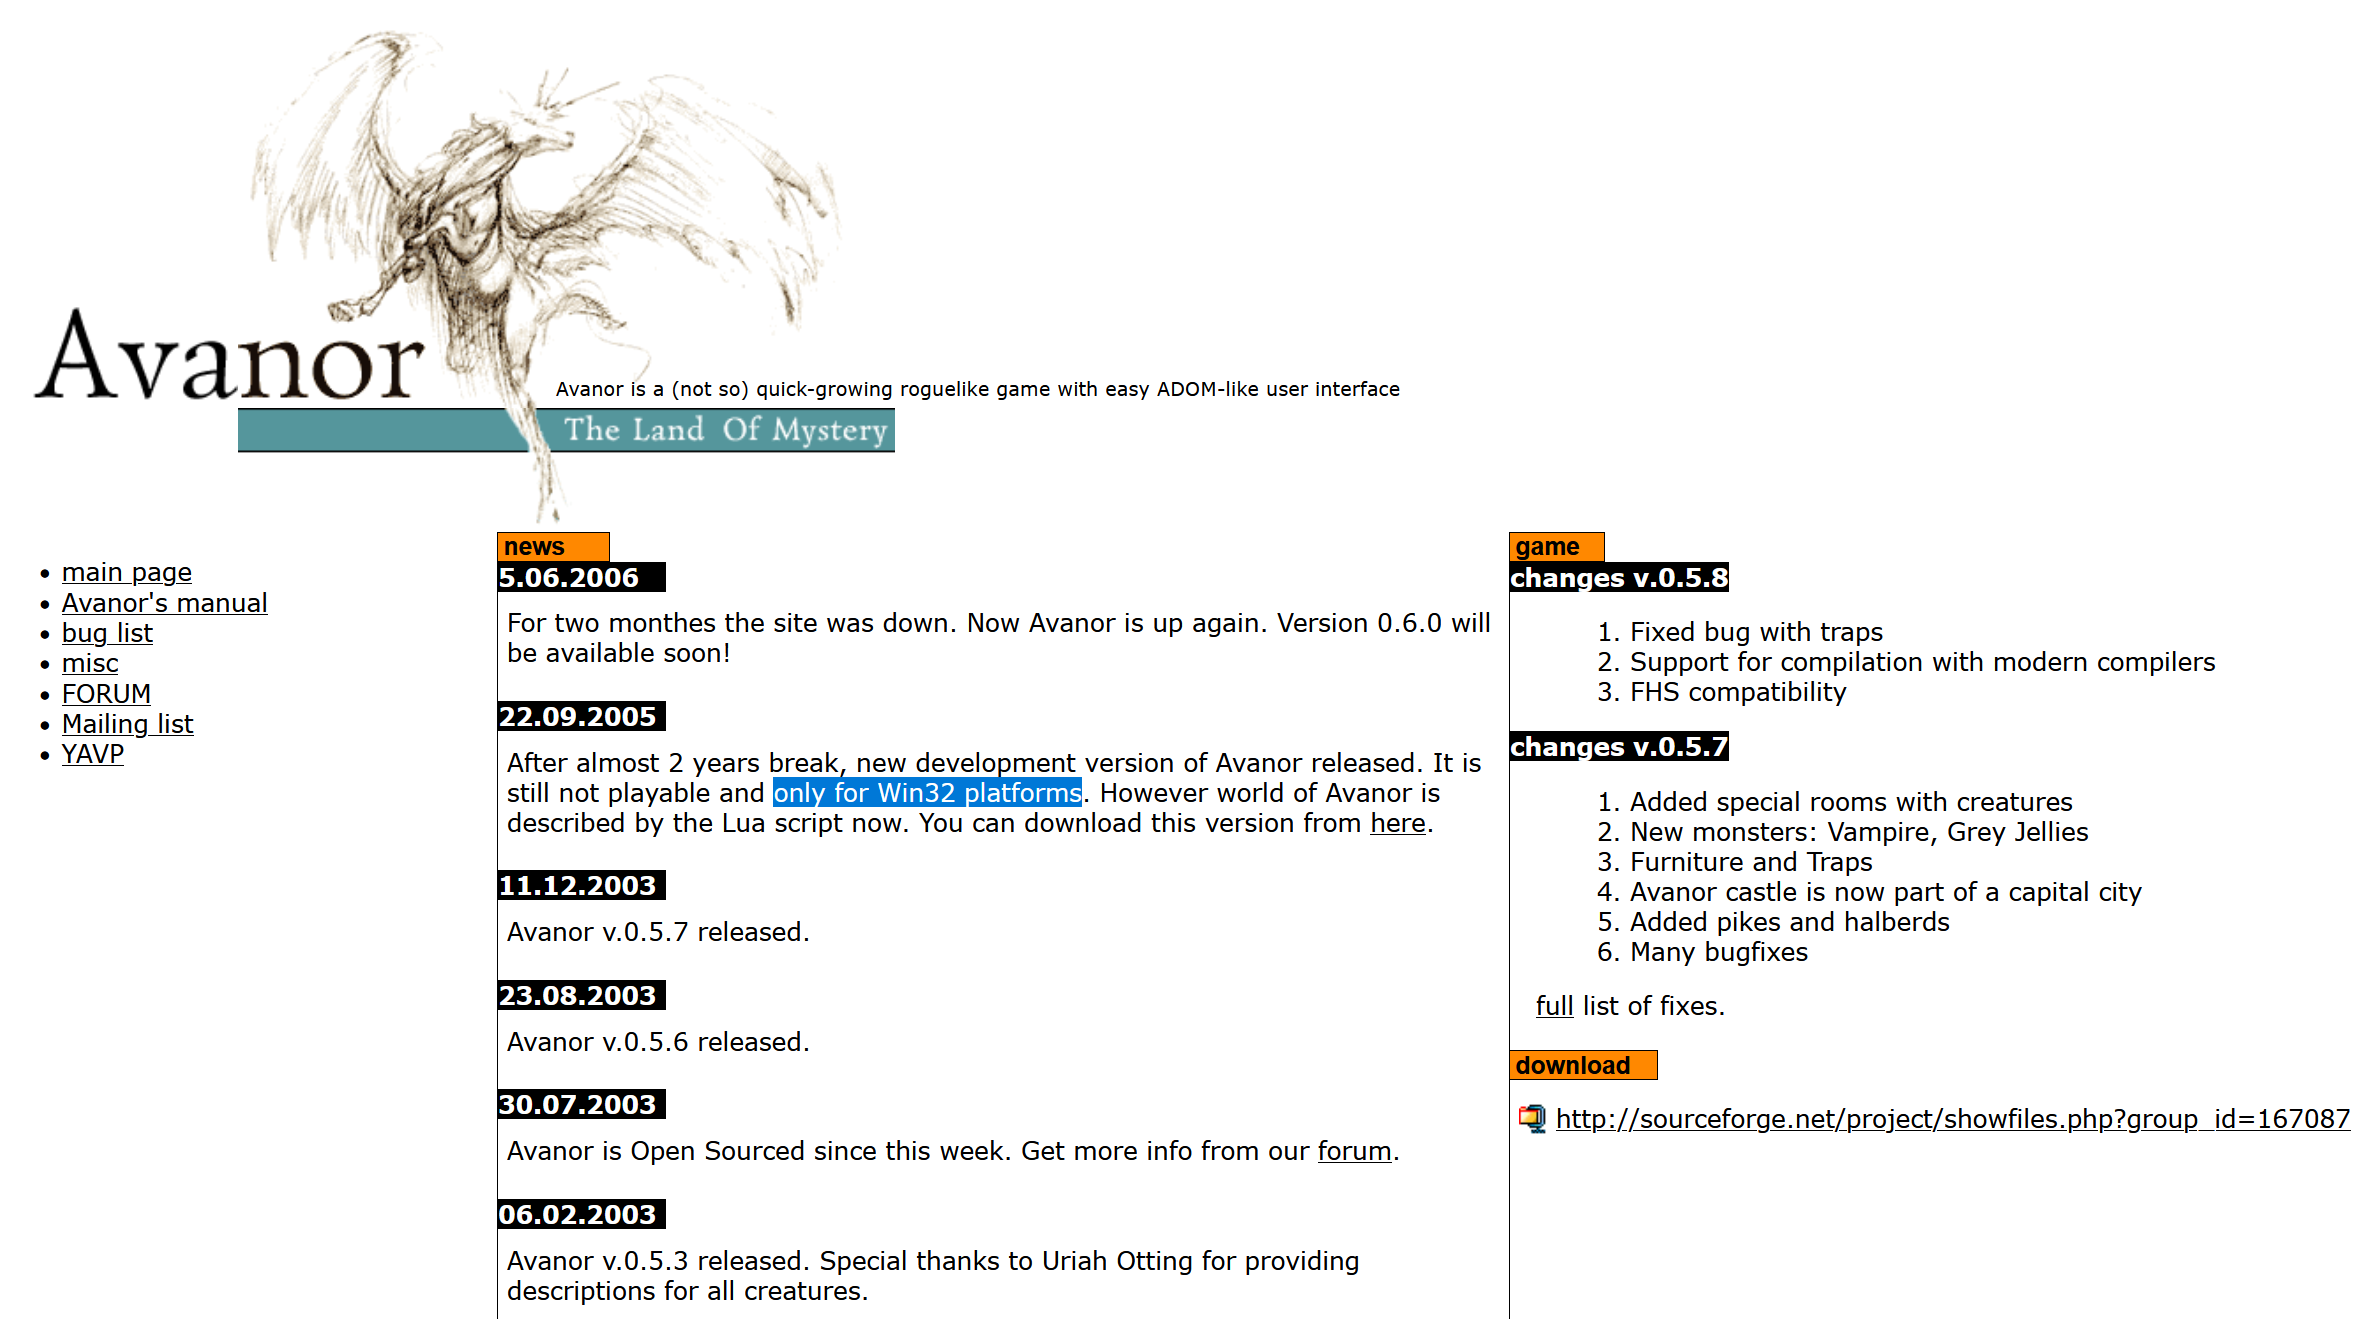 Avanor
Avanor is a (not so) quick-growing roguelike game with easy ADOM-like user interface
The Land Of Mystery
main page
Avanor's manual
bug list
misc
FORUM
Mailing list
YAVP
news
5.06.2006
For two monthes the site was down. Now Avanor is up again. Version 0.6.0 will
be available soon!
22.09.2005
After almost 2 years break, new development version of Avanor released. It is
still not playable and only for Win32 platforms. However world of Avanor is
described by the Lua script now. You can download this version from here.
11.12.2003
Avanor v.0.5.7 released.
23.08.2003
Avanor v.0.5.6 released.
30.07.2003
Avanor is Open Sourced since this week. Get more info from our forum.
06.02.2003
Avanor v.0.5.3 released. Special thanks to Uriah Otting for providing
descriptions for all creatures.
game
changes v.0.5.8
1. Fixed bug with traps
2. Support for compilation with modern compilers
3. FHS compatibility
changes v.0.5.7
1. Added special rooms with creatures
2. New monsters: Vampire, Grey Jellies
3. Furniture and Traps
4. Avanor castle is now part of a capital city
5. Added pikes and halberds
6. Many bugfixes
full list of fixes.
download
http://sourceforge.net/project/showfiles.php?group_id=167087